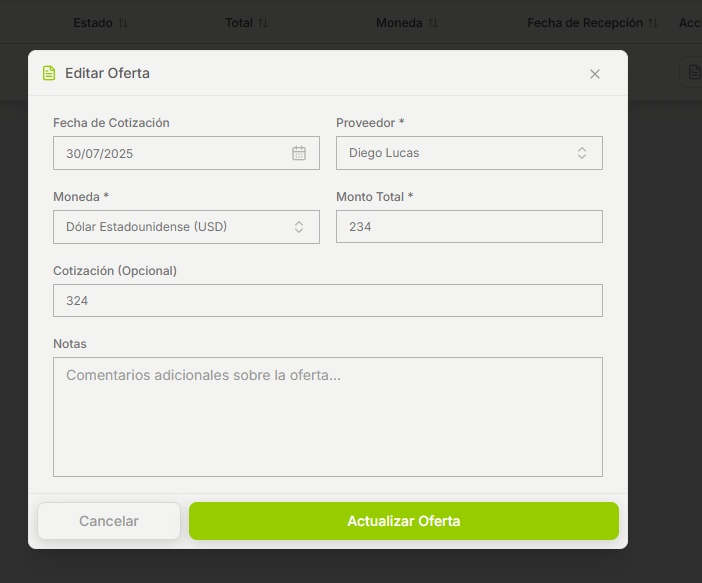 Estado Total Moneda Fecha de Recepción
Editar Oferta
Fecha de Cotización Proveedor *
30/07/2025 Diego Lucas
Moneda * Monto Total *
Dólar Estadounidense (USD) 234
Cotización (Opcional)
324
Notas
Comentarios adicionales sobre la oferta...
Cancelar Actualizar Oferta